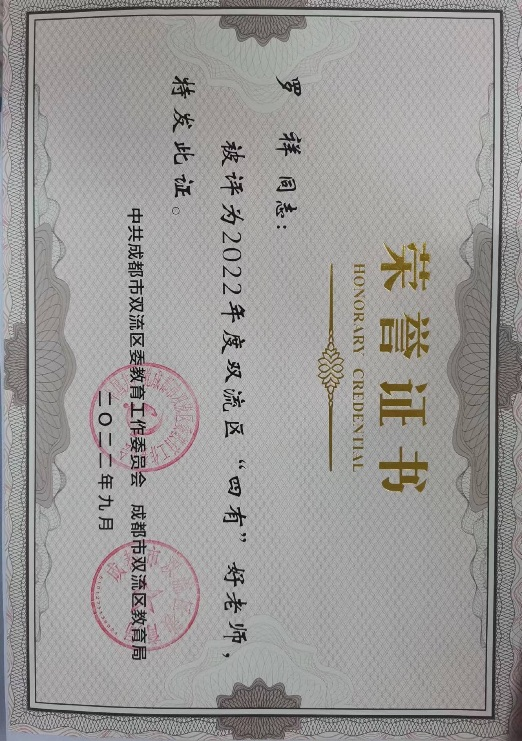 荣誉证书
HONORARY CREDENTIAL
罗 祥 同志：
被评为2022年度双流区“四有”好老师，
特发此证。
中共成都市双流区委教育工作委员会 成都市双流区教育局
二〇二二年九月